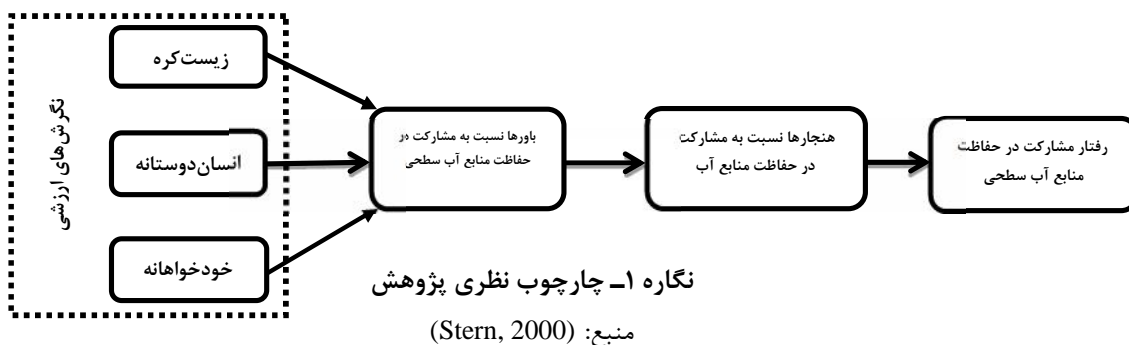 نگرش‌های ارزشی
زیست‌کره
انسان‌دوستانه
خودخواهانه
باورها نسبت به مشارکت در
حفاظت منابع آب سطحی
هنجارها نسبت به مشارکت
در حفاظت منابع آب
رفتار مشارکت در حفاظت
منابع آب سطحی
نگاره ۱ـ چارچوب نظری پژوهش
منبع: (Stern, 2000)